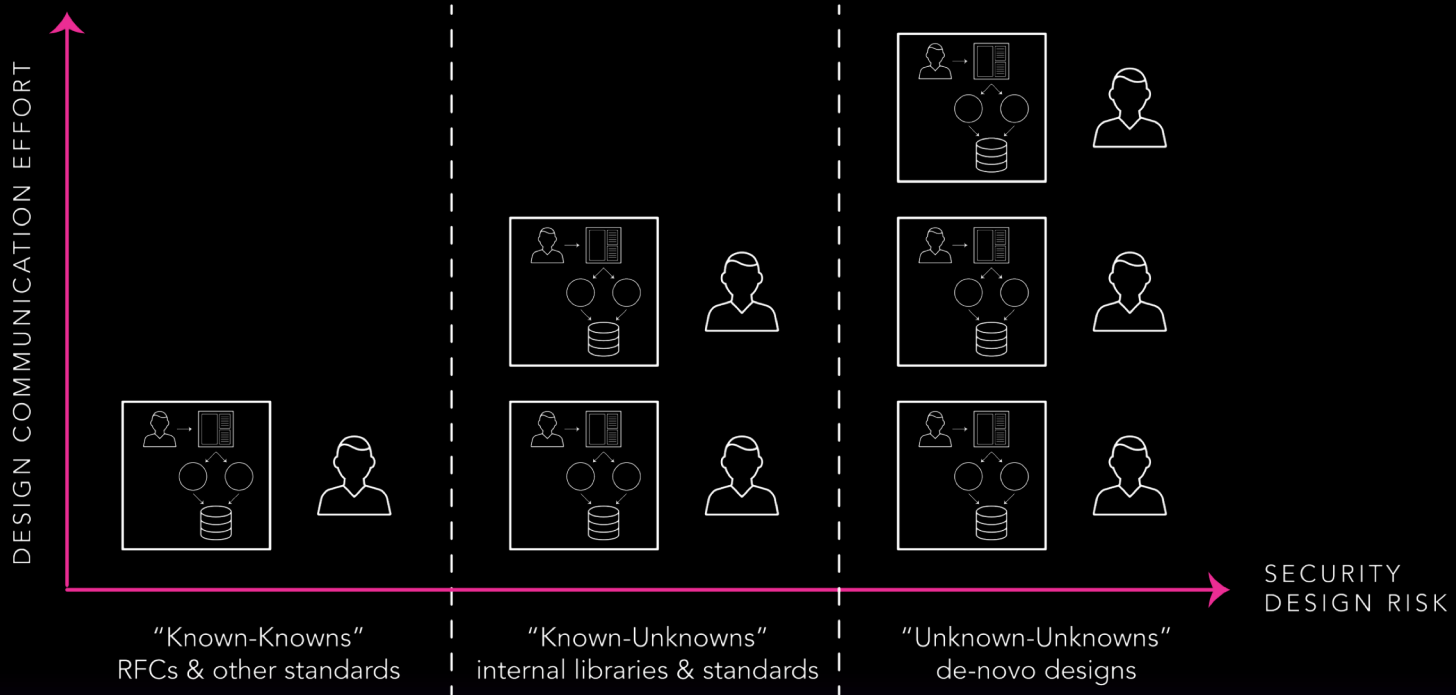 DESIGN COMMUNICATION EFFORT
SECURITY
DESIGN RISK
“Known-Knowns”
RFCs & other standards
“Known-Unknowns”
internal libraries & standards
“Unknown-Unknowns”
de-novo designs